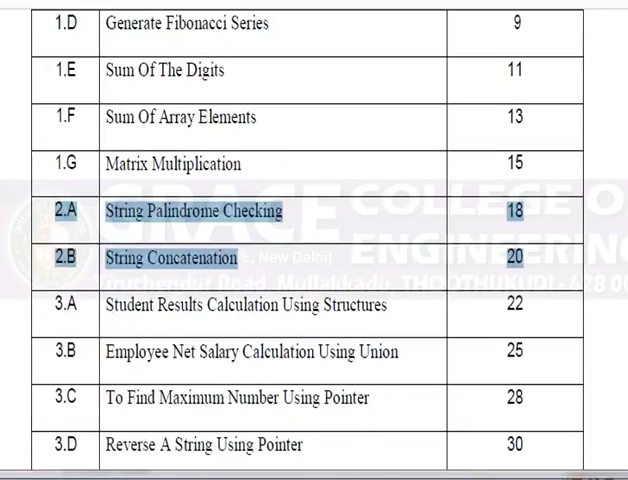 1.D Generate Fibonacci Series 9
1.E Sum Of The Digits 11
1.F Sum Of Array Elements 13
1.G Matrix Multiplication 15
2.A String Palindrome Checking 18
GRACE COLLEGE O
2.B String Concatenation 20
E, New Delhi) ENGINEERING
Tiruchendur Road, Mullakkadu, THOOTHUKUDI - 628 00
3.A Student Results Calculation Using Structures 22
3.B Employee Net Salary Calculation Using Union 25
3.C To Find Maximum Number Using Pointer 28
3.D Reverse A String Using Pointer 30